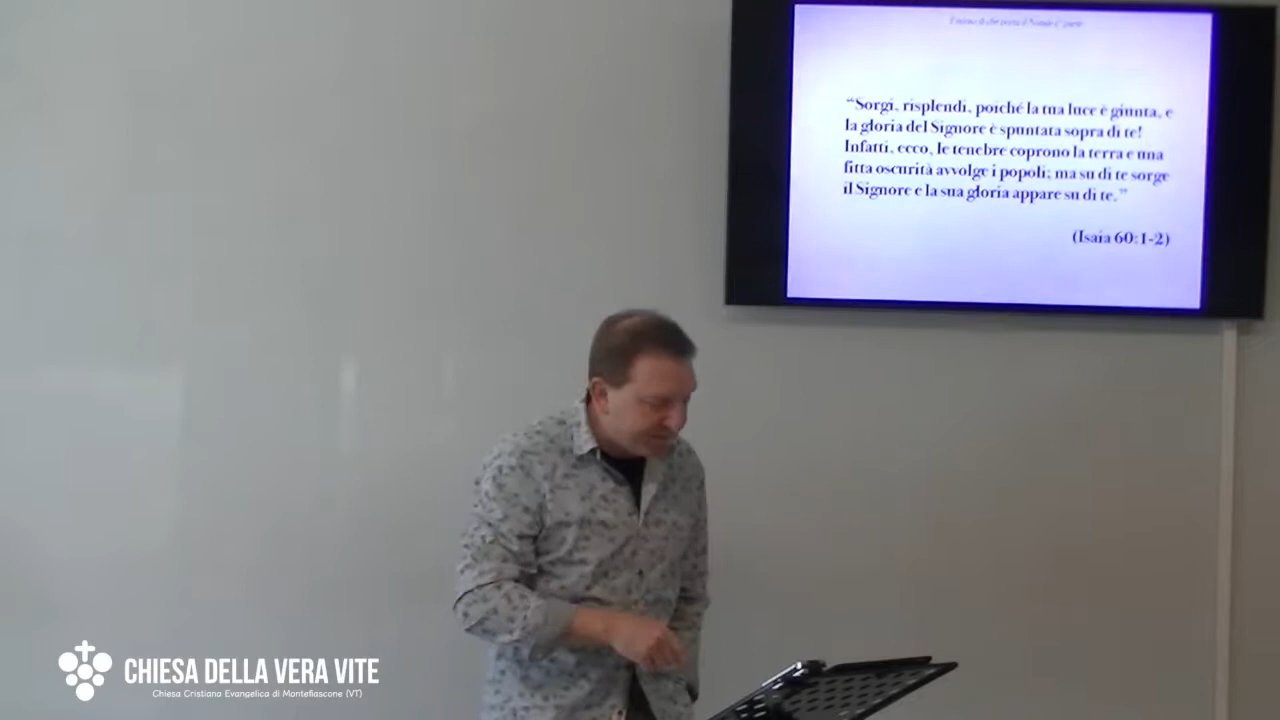 “Sorgi, risplendi, poiché la tua luce è giunta, e
la gloria del Signore è spuntata sopra di te!
Infatti, ecco, le tenebre coprono la terra e una
fitta oscurità avvolge i popoli; ma su di te sorge
il Signore e la sua gloria appare su di te.”
(Isaia 60:1-2)
CHIESA DELLA VERA VITE
Chiesa Cristiana Evangelica di Montefiascone (VT)